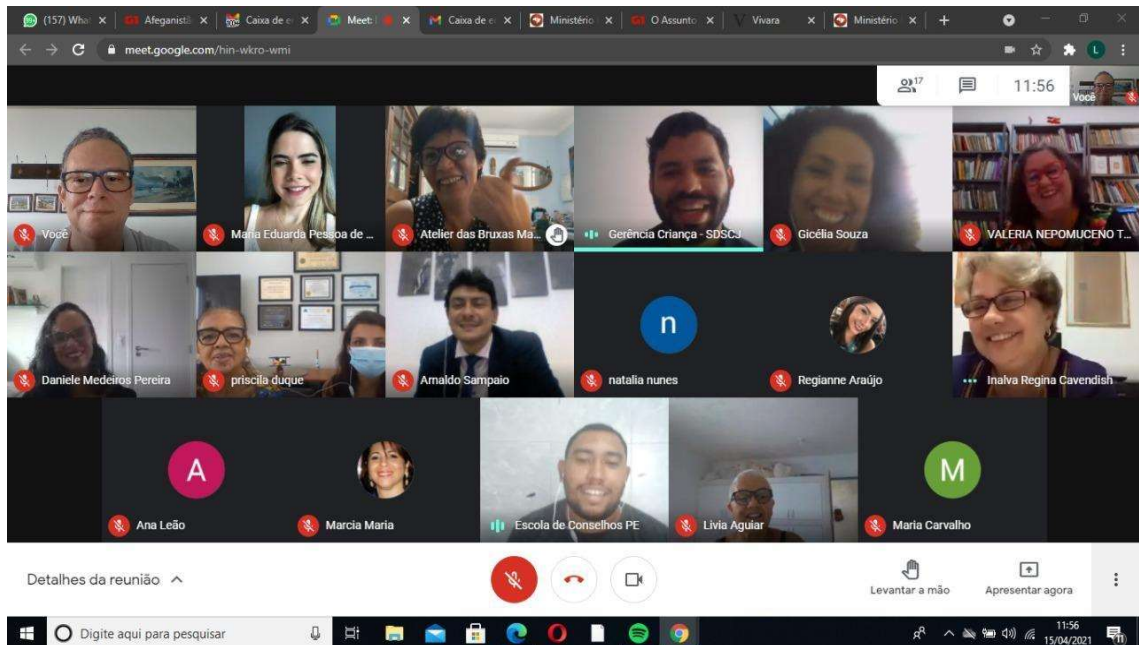 (157) What
G1 Afeganistã
Caixa de e
Meet:
Caixa de e
Ministério
G1 O Assunto
V Vivara
Ministério
meet.google.com/hin-wkro-wmi
L
17
11:56
Você
Você
Maria Eduarda Pessoa de ...
Atelier das Bruxas Ma...
Gerência Criança - SDSCJ
Gicélia Souza
VALERIA NEPOMUCENO T...
Daniele Medeiros Pereira
priscila duque
Arnaldo Sampaio
n
natalia nunes
Regianne Araújo
Inalva Regina Cavendish
A
Ana Leão
Marcia Maria
Escola de Conselhos PE
Livia Aguiar
M
Maria Carvalho
Detalhes da reunião
Levantar a mão
Apresentar agora
Digite aqui para pesquisar
11:56
15/04/2021